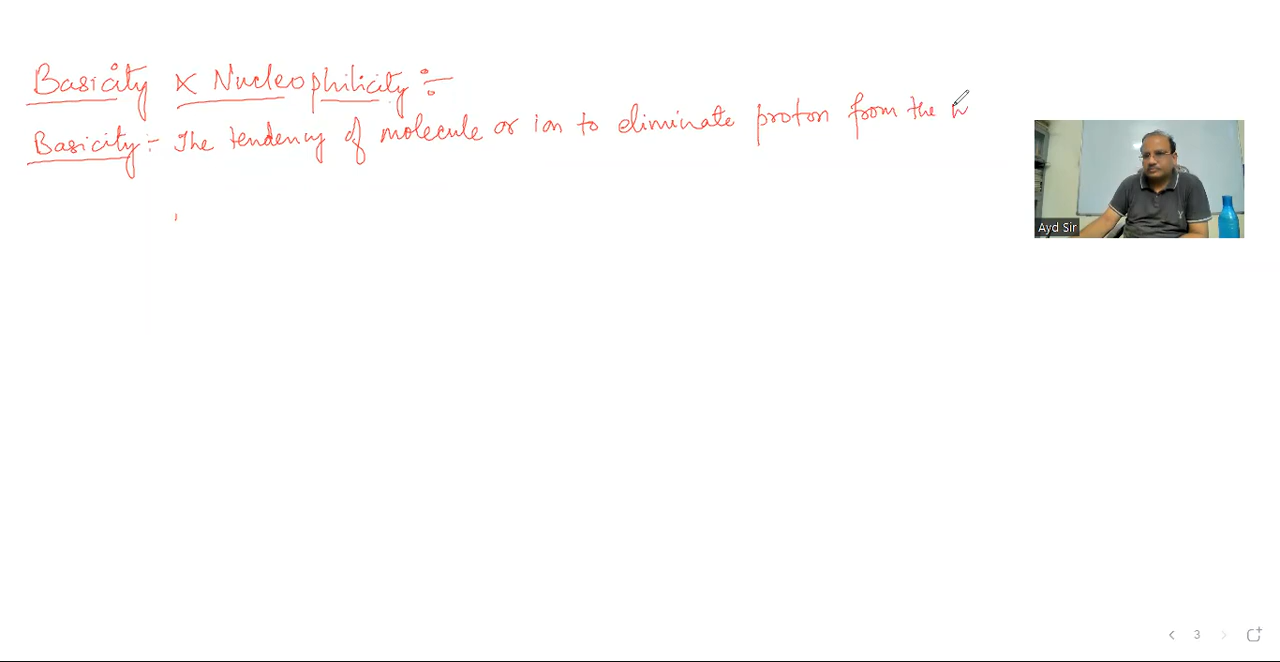 Basicity & Nucleophilicity :-
Basicity :- The tendency of molecule or ion to eliminate proton from the
Ayd Sir
3